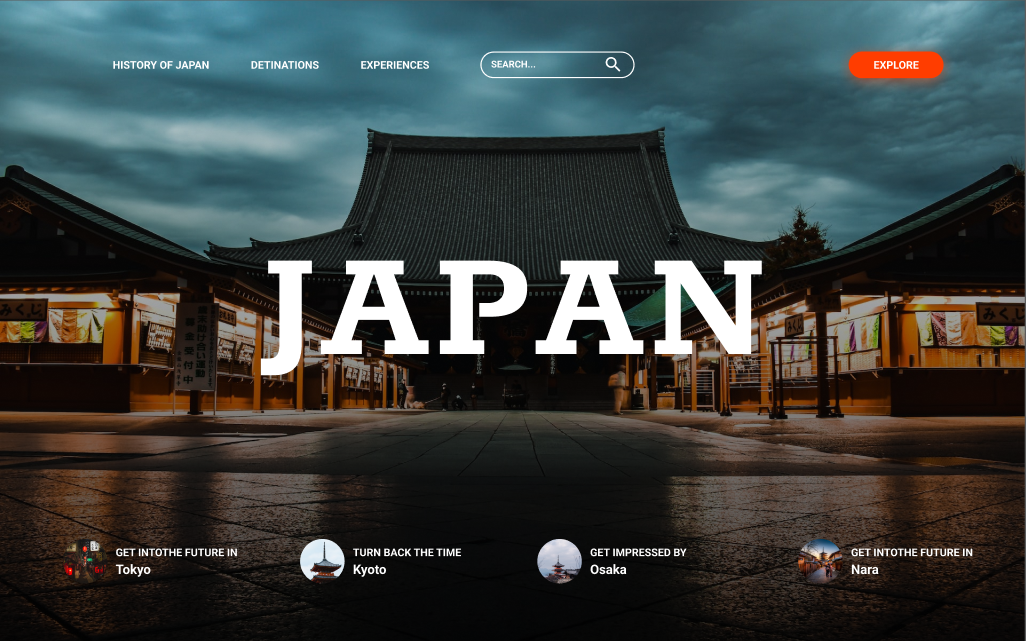 HISTORY OF JAPAN
DETINATIONS
EXPERIENCES
SEARCH...
EXPLORE
JAPAN
みくじ
みくじ
GET INTOTHE FUTURE IN
Tokyo
TURN BACK THE TIME
Kyoto
GET IMPRESSED BY
Osaka
GET INTOTHE FUTURE IN
Nara